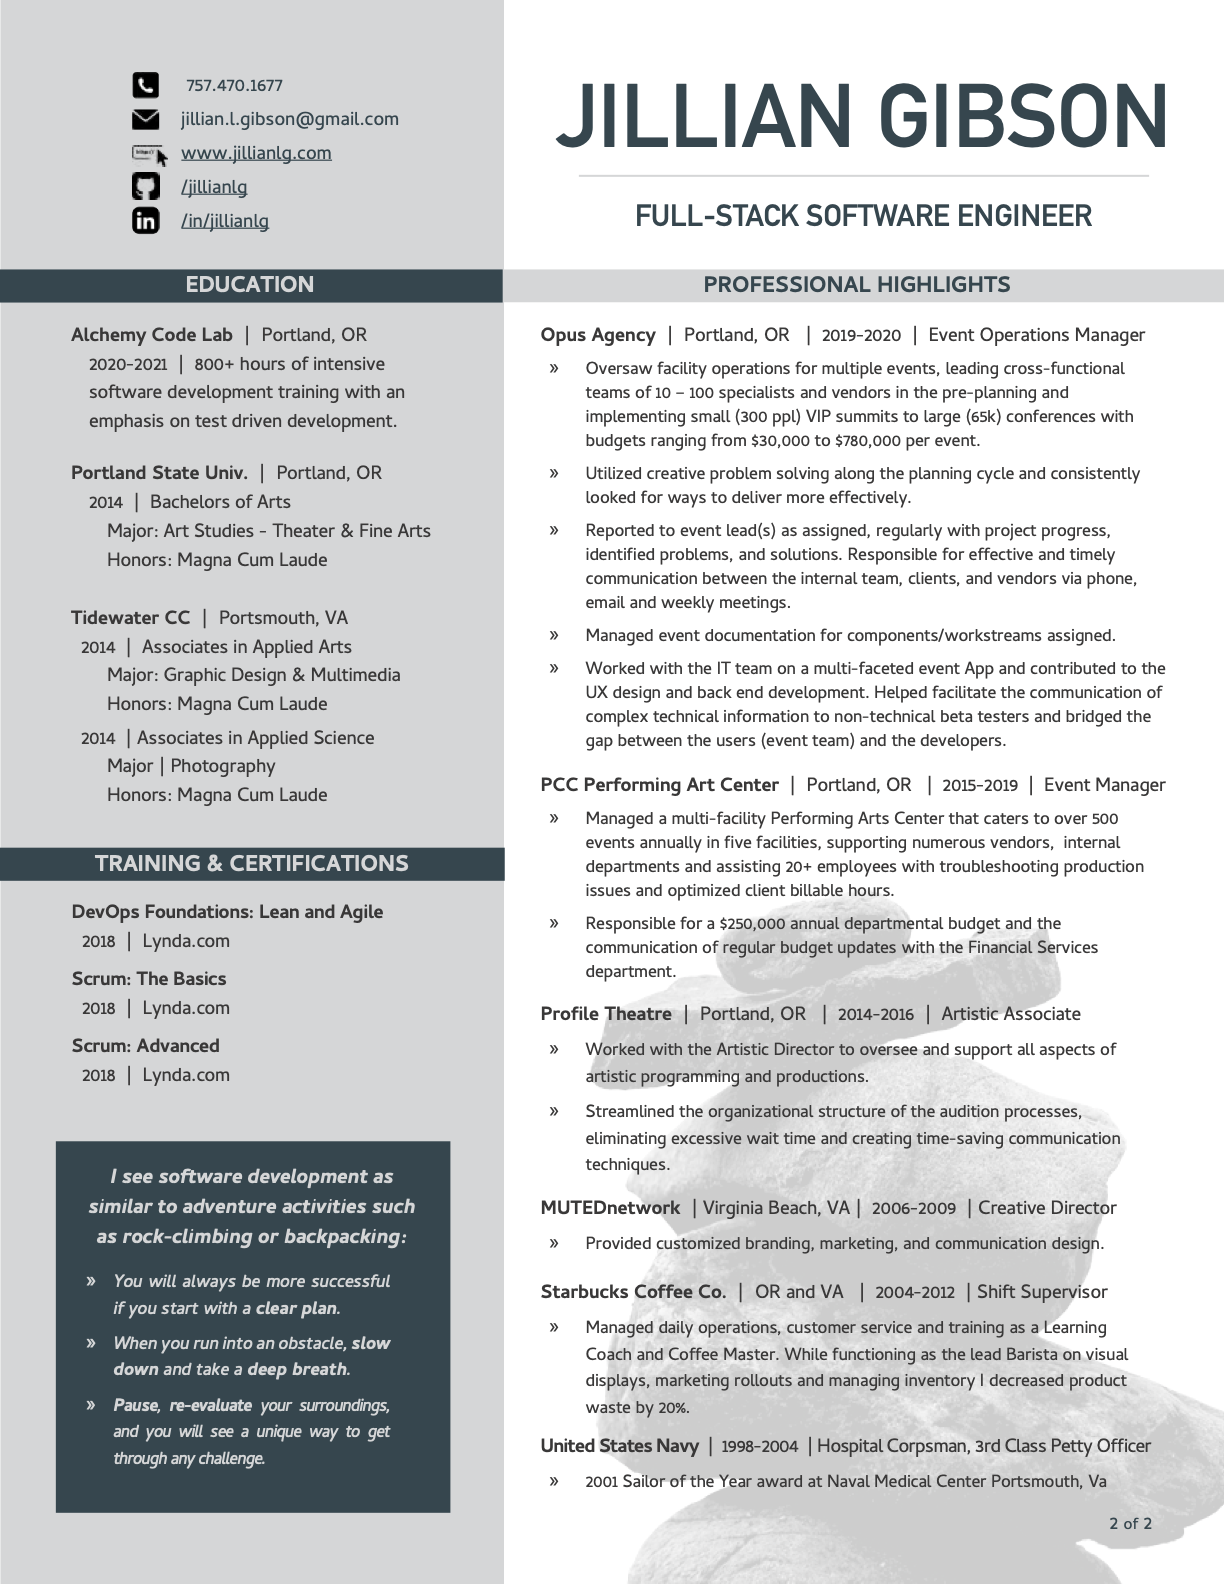 757.470.1677
jillian.l.gibson@gmail.com
www.jillianlg.com
/jillianlg
in /in/jillianlg
JILLIAN GIBSON
FULL-STACK SOFTWARE ENGINEER
EDUCATION
Alchemy Code Lab | Portland, OR
2020-2021 | 800+ hours of intensive
software development training with an
emphasis on test driven development.
Portland State Univ. | Portland, OR
2014 | Bachelors of Arts
Major: Art Studies - Theater & Fine Arts
Honors: Magna Cum Laude
Tidewater CC | Portsmouth, VA
2014 | Associates in Applied Arts
Major: Graphic Design & Multimedia
Honors: Magna Cum Laude
2014 | Associates in Applied Science
Major | Photography
Honors: Magna Cum Laude
TRAINING & CERTIFICATIONS
DevOps Foundations: Lean and Agile
2018 | Lynda.com
Scrum: The Basics
2018 | Lynda.com
Scrum: Advanced
2018 | Lynda.com
I see software development as
similar to adventure activities such
as rock-climbing or backpacking:
» You will always be more successful
if you start with a clear plan.
» When you run into an obstacle, slow
down and take a deep breath.
» Pause, re-evaluate your surroundings,
and you will see a unique way to get
through any challenge.
PROFESSIONAL HIGHLIGHTS
Opus Agency | Portland, OR | 2019-2020 | Event Operations Manager
» Oversaw facility operations for multiple events, leading cross-functional
teams of 10 – 100 specialists and vendors in the pre-planning and
implementing small (300 ppl) VIP summits to large (65k) conferences with
budgets ranging from $30,000 to $780,000 per event.
» Utilized creative problem solving along the planning cycle and consistently
looked for ways to deliver more effectively.
» Reported to event lead(s) as assigned, regularly with project progress,
identified problems, and solutions. Responsible for effective and timely
communication between the internal team, clients, and vendors via phone,
email and weekly meetings.
» Managed event documentation for components/workstreams assigned.
» Worked with the IT team on a multi-faceted event App and contributed to the
UX design and back end development. Helped facilitate the communication of
complex technical information to non-technical beta testers and bridged the
gap between the users (event team) and the developers.
PCC Performing Art Center | Portland, OR | 2015-2019 | Event Manager
» Managed a multi-facility Performing Arts Center that caters to over 500
events annually in five facilities, supporting numerous vendors, internal
departments and assisting 20+ employees with troubleshooting production
issues and optimized client billable hours.
» Responsible for a $250,000 annual departmental budget and the
communication of regular budget updates with the Financial Services
department.
Profile Theatre | Portland, OR | 2014-2016 | Artistic Associate
» Worked with the Artistic Director to oversee and support all aspects of
artistic programming and productions.
» Streamlined the organizational structure of the audition processes,
eliminating excessive wait time and creating time-saving communication
techniques.
MUTEDnetwork | Virginia Beach, VA | 2006-2009 | Creative Director
» Provided customized branding, marketing, and communication design.
Starbucks Coffee Co. | OR and VA | 2004-2012 | Shift Supervisor
» Managed daily operations, customer service and training as a Learning
Coach and Coffee Master. While functioning as the lead Barista on visual
displays, marketing rollouts and managing inventory I decreased product
waste by 20%.
United States Navy | 1998-2004 | Hospital Corpsman, 3rd Class Petty Officer
» 2001 Sailor of the Year award at Naval Medical Center Portsmouth, Va
2 of 2